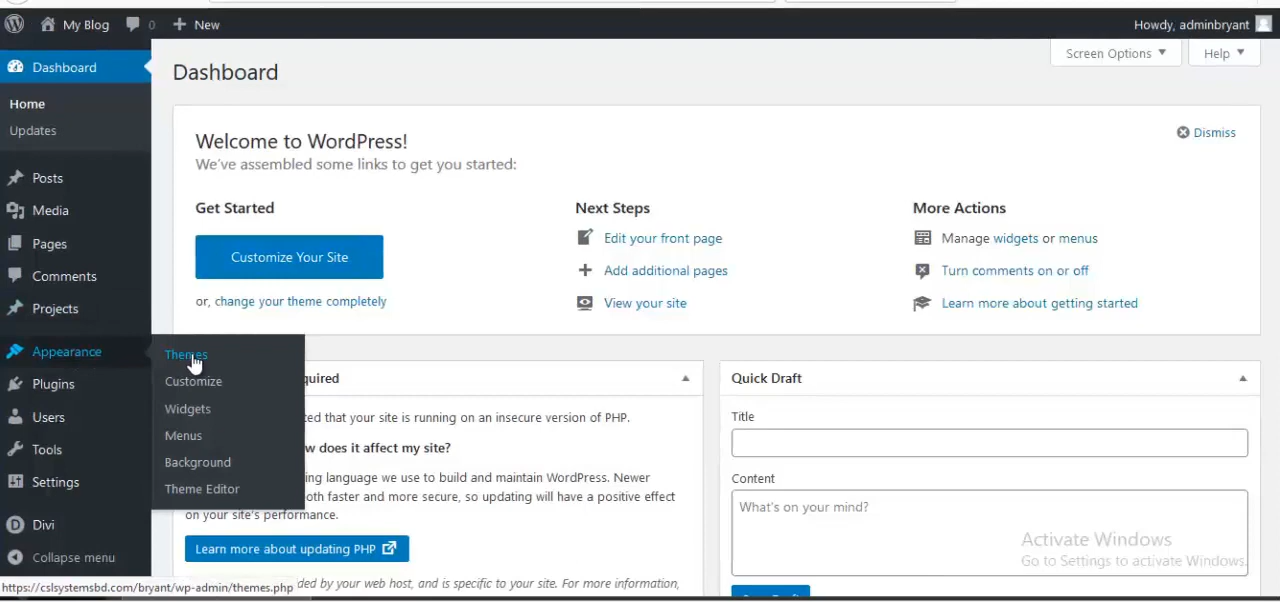 My Blog 0 New
Howdy, adminbryant
Dashboard
Home
Updates
Posts
Media
Pages
Comments
Projects
Appearance
Plugins
Users
Tools
Settings
Divi
Collapse menu
Themes
Customize
Widgets
Menus
Background
Theme Editor
Dashboard
Screen Options
Help
Welcome to WordPress!
We've assembled some links to get you started:
Dismiss
Get Started
Customize Your Site
or, change your theme completely
Next Steps
Edit your front page
Add additional pages
View your site
More Actions
Manage widgets or menus
Turn comments on or off
Learn more about getting started
that your site is running on an insecure version of PHP.
does it affect my site?
language we use to build and maintain WordPress. Newer
both faster and more secure, so updating will have a positive effect
on your site's performance.
Learn more about updating PHP
by your web host, and is specific to your site. For more information,
Quick Draft
Title
Content
What's on your mind?
Activate Windows
Go to Settings to activate Windows.
https://cslsystemsbd.com/bryant/wp-admin/themes.php